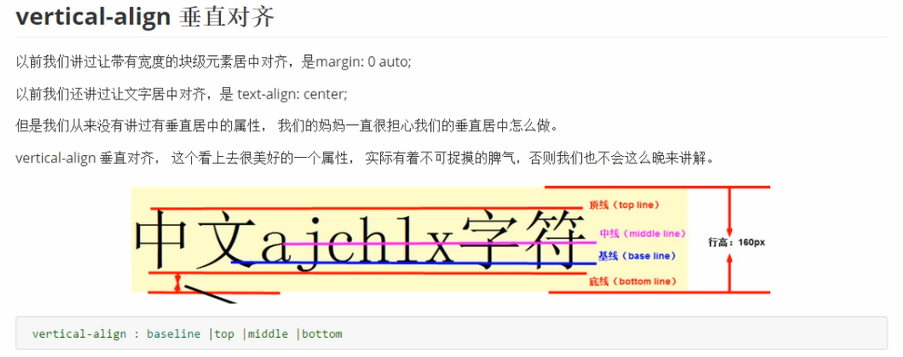 vertical-align 垂直对齐
以前我们讲过让带有宽度的块级元素居中对齐，是margin: 0 auto;
以前我们还讲过让文字居中对齐，是 text-align: center;
但是我们从来没有讲过有垂直居中的属性， 我们的妈妈一直很担心我们的垂直居中怎么做。
vertical-align 垂直对齐， 这个看上去很美好的一个属性， 实际有着不可捉摸的脾气，否则我们也不会这么晚来讲解。
中文ajchlx字符
顶线（top line）
中线（middle line）
基线（base line）
底线（bottom line）
行高：160px
vertical-align : baseline |top |middle |bottom